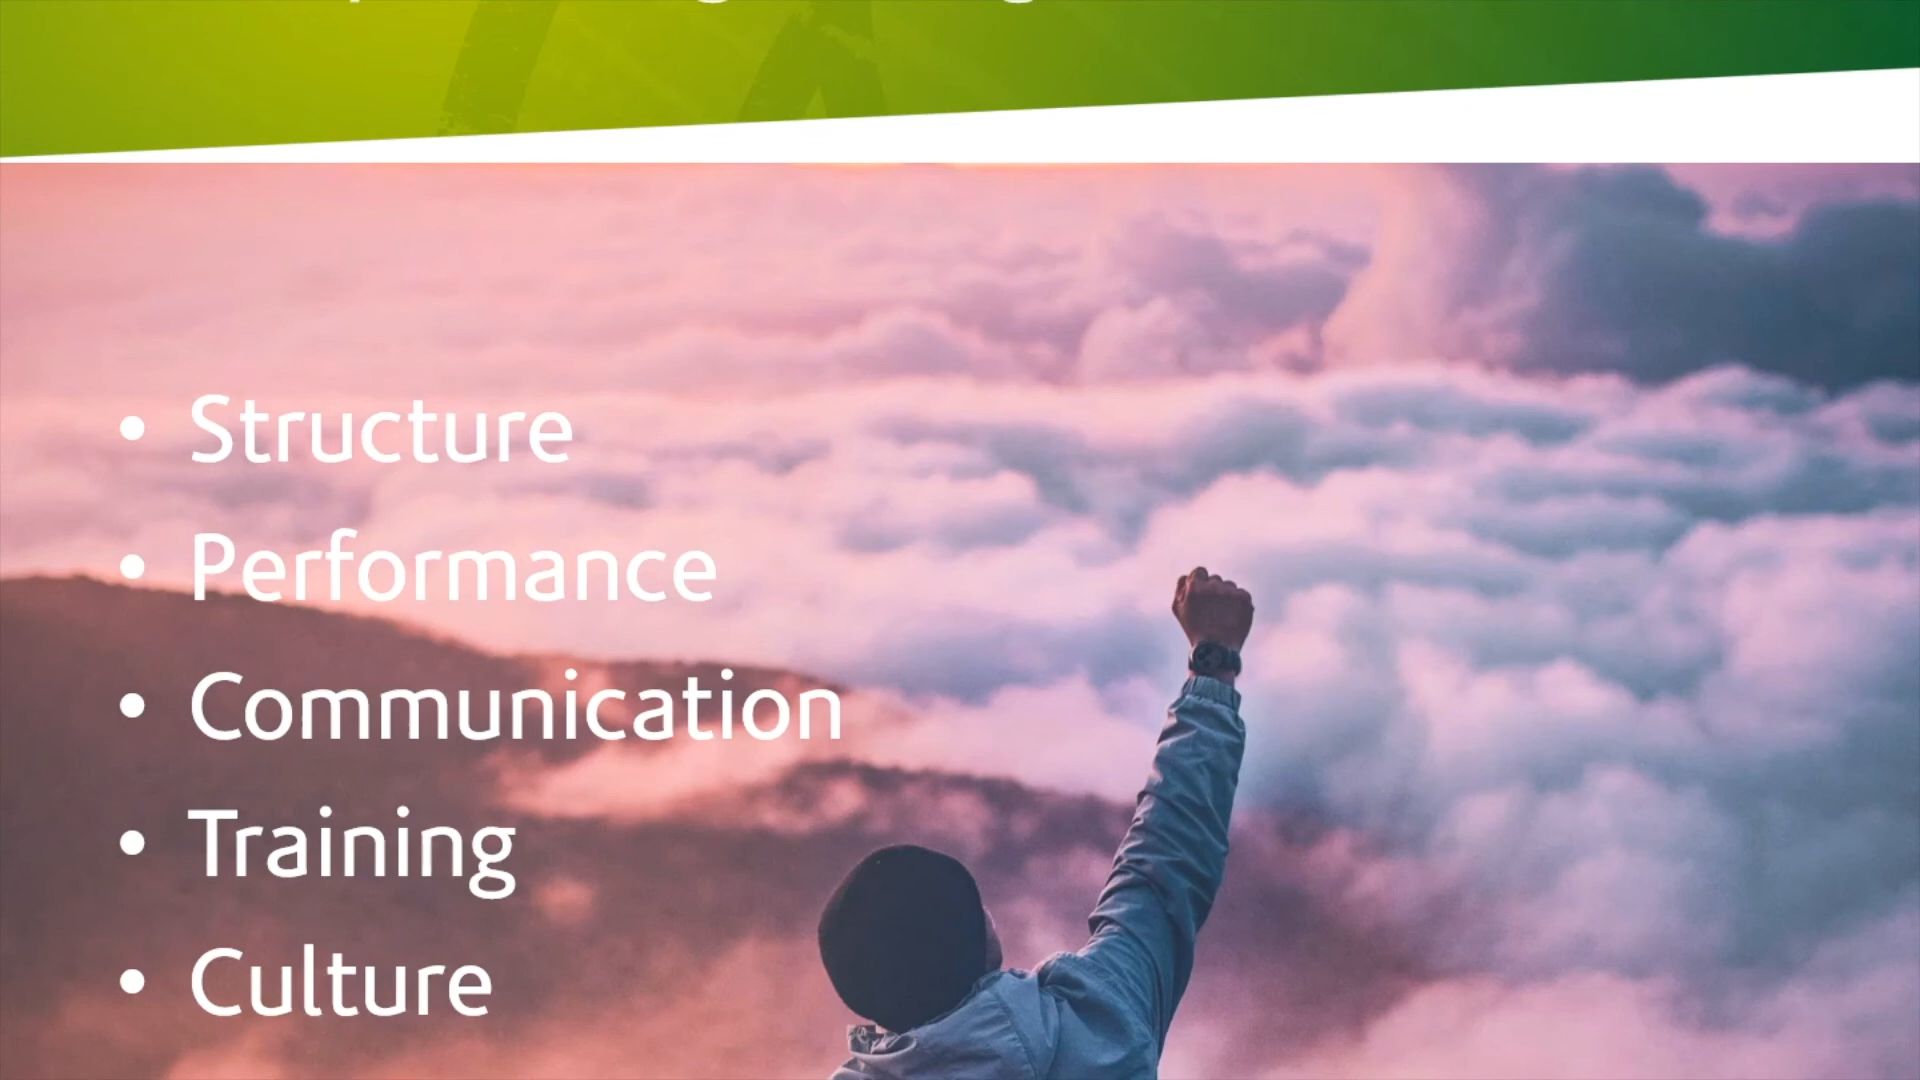 • Structure
• Performance
• Communication
• Training
• Culture